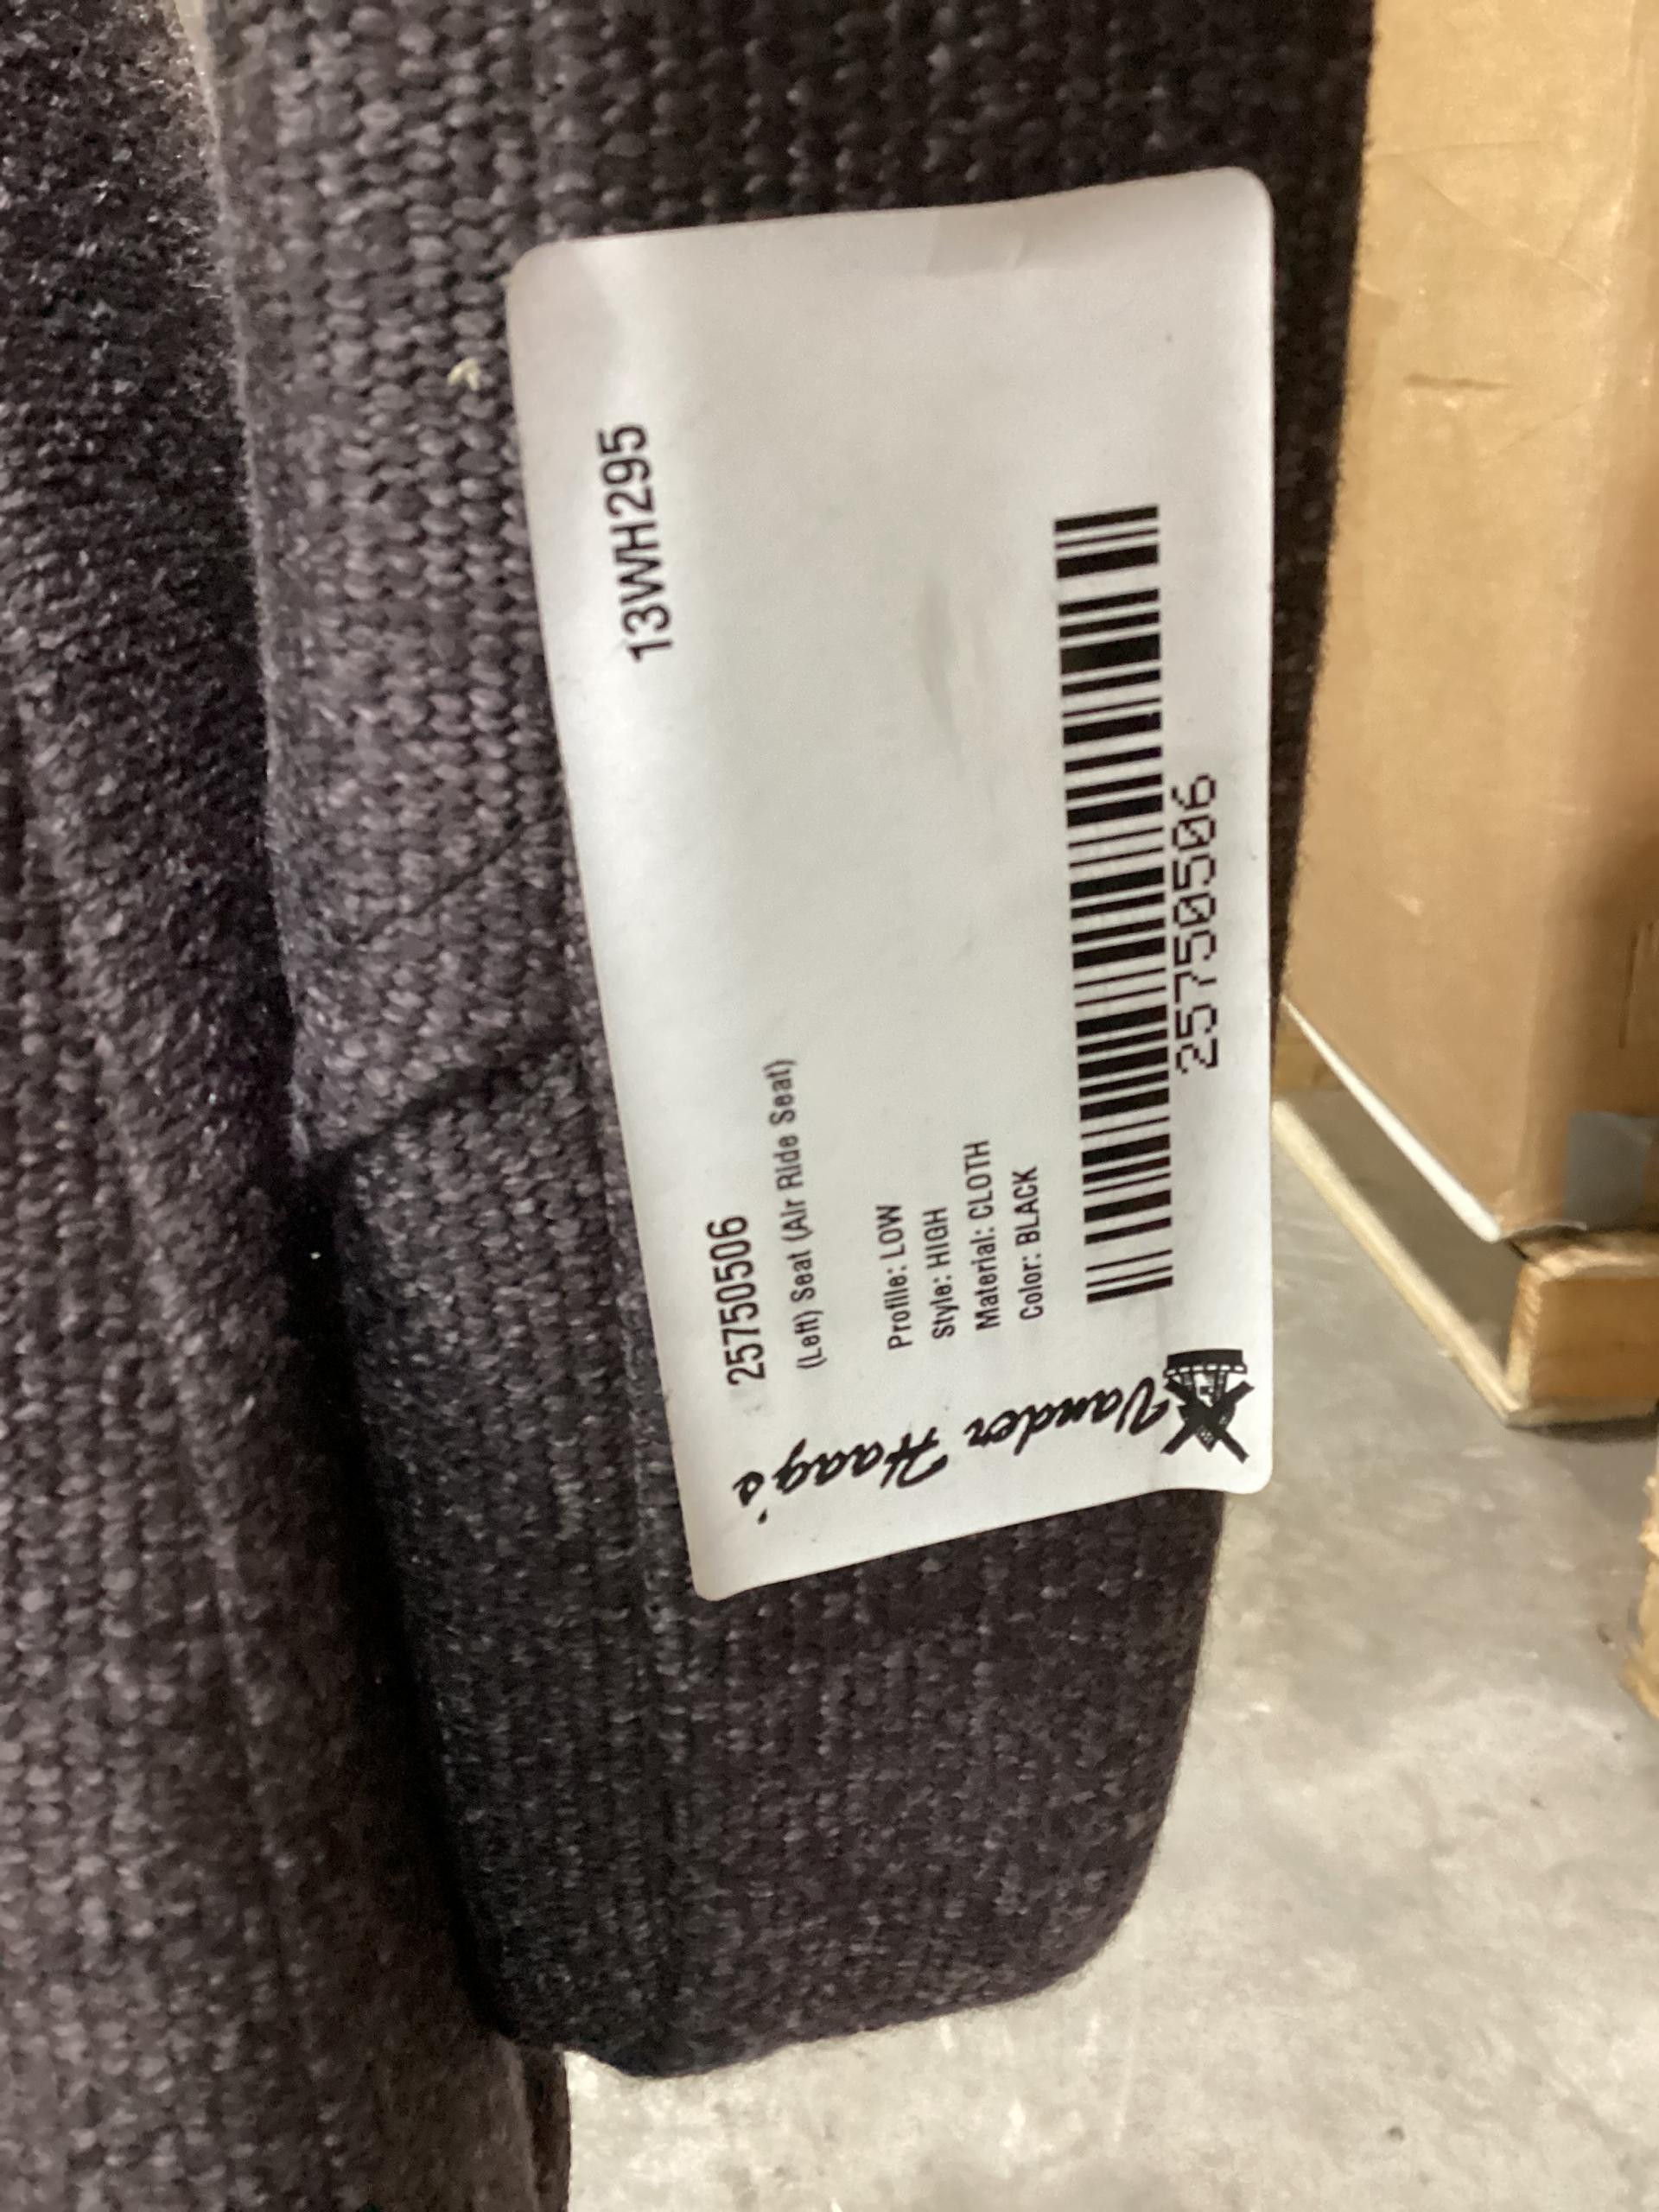 13WH295
25750506
(Left) Seat (Air Ride Seat)
Profile: LOW
Style: HIGH
Material: CLOTH
Color: BLACK
25750506
Vander Haag's